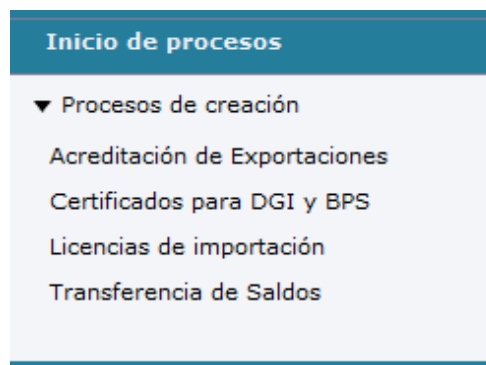 Inicio de procesos
▼ Procesos de creación
Acreditación de Exportaciones
Certificados para DGI y BPS
Licencias de importación
Transferencia de Saldos